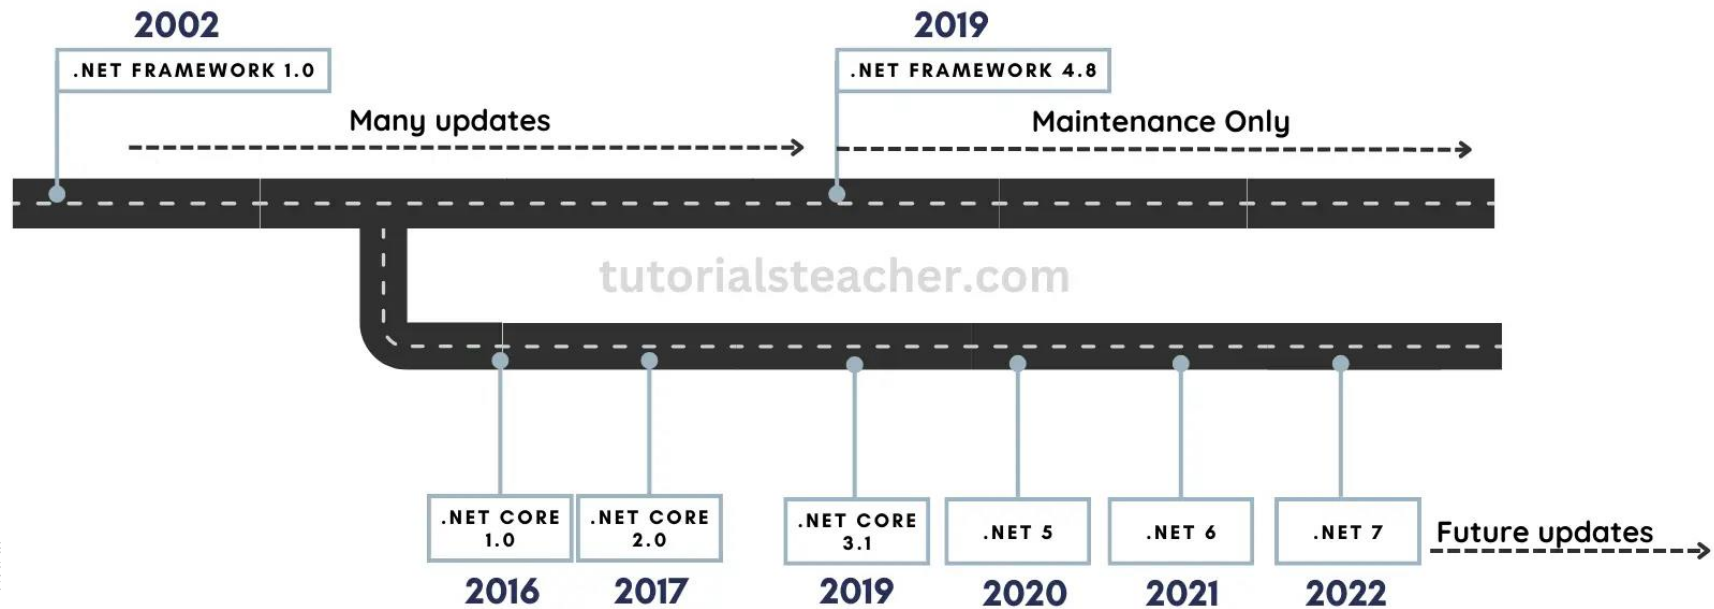 2002
2019
.NET FRAMEWORK 1.0
.NET FRAMEWORK 4.8
Many updates
Maintenance Only
tutorialsteacher.com
.NET CORE
1.0
.NET CORE
2.0
.NET CORE
3.1
.NET 5
.NET 6
.NET 7
Future updates
2016
2017
2019
2020
2021
2022